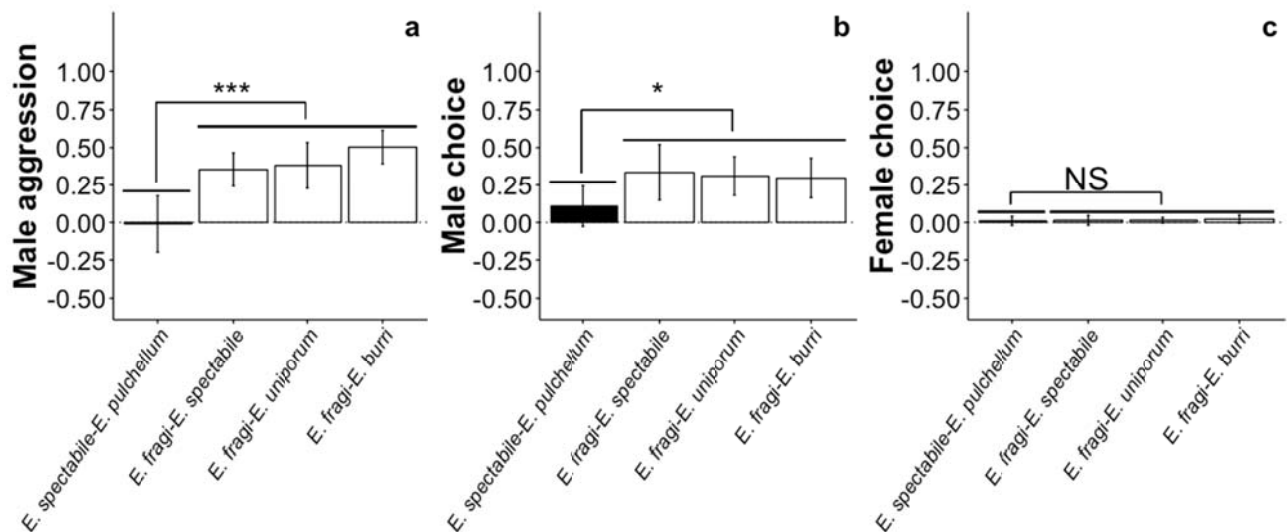 a
Male aggression
1.00
0.75
0.50
0.25
0.00
-0.25
-0.50
***
E. spectabile-E. pulchellum
E. fragi-E. spectabile
E. fragi-E. uniporum
E. fragi-E. burri
b
Male choice
1.00
0.75
0.50
0.25
0.00
-0.25
-0.50
*
E. spectabile-E. pulchellum
E. fragi-E. spectabile
E. fragi-E. uniporum
E. fragi-E. burri
c
Female choice
1.00
0.75
0.50
0.25
0.00
-0.25
-0.50
NS
E. spectabile-E. pulchellum
E. fragi-E. spectabile
E. fragi-E. uniporum
E. fragi-E. burri